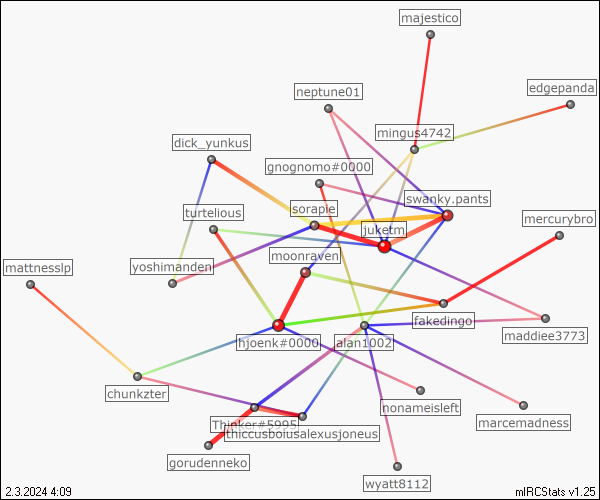 majestico
edgepanda
neptune01
mingus4742
dick_yunkus
gnognomo#0000
swanky.pants
sorapie
turtelious
mercurybro
juketm
moonraven
mattnesslp
yoshimanden
fakedingo
maddiee3773
hjoenk#0000
alan1002
chunkzter
nonameisleft
marcemadness
Thinker#5995
thiccusboiusalexusjoneus
gorudenneko
wyatt8112
2.3.2024 4:09
mIRCStats v1.25